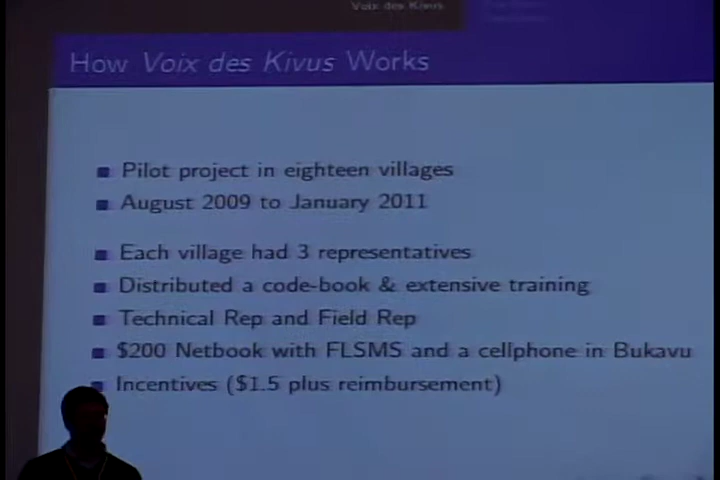 Voix des Kivus
How Voix des Kivus Works
Pilot project in eighteen villages
August 2009 to January 2011
Each village had 3 representatives
Distributed a code-book & extensive training
Technical Rep and Field Rep
$200 Netbook with FLSMS and a cellphone in Bukavu
Incentives ($1.5 plus reimbursement)